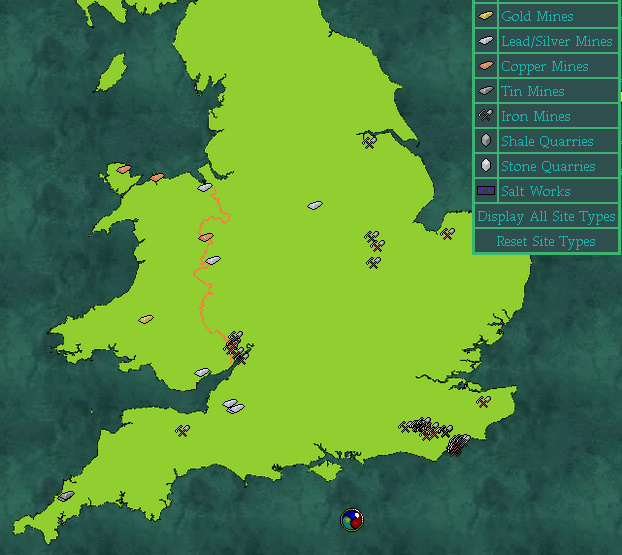 Gold Mines
Lead/Silver Mines
Copper Mines
Tin Mines
Iron Mines
Shale Quarries
Stone Quarries
Salt Works
Display All Site Types
Reset Site Types